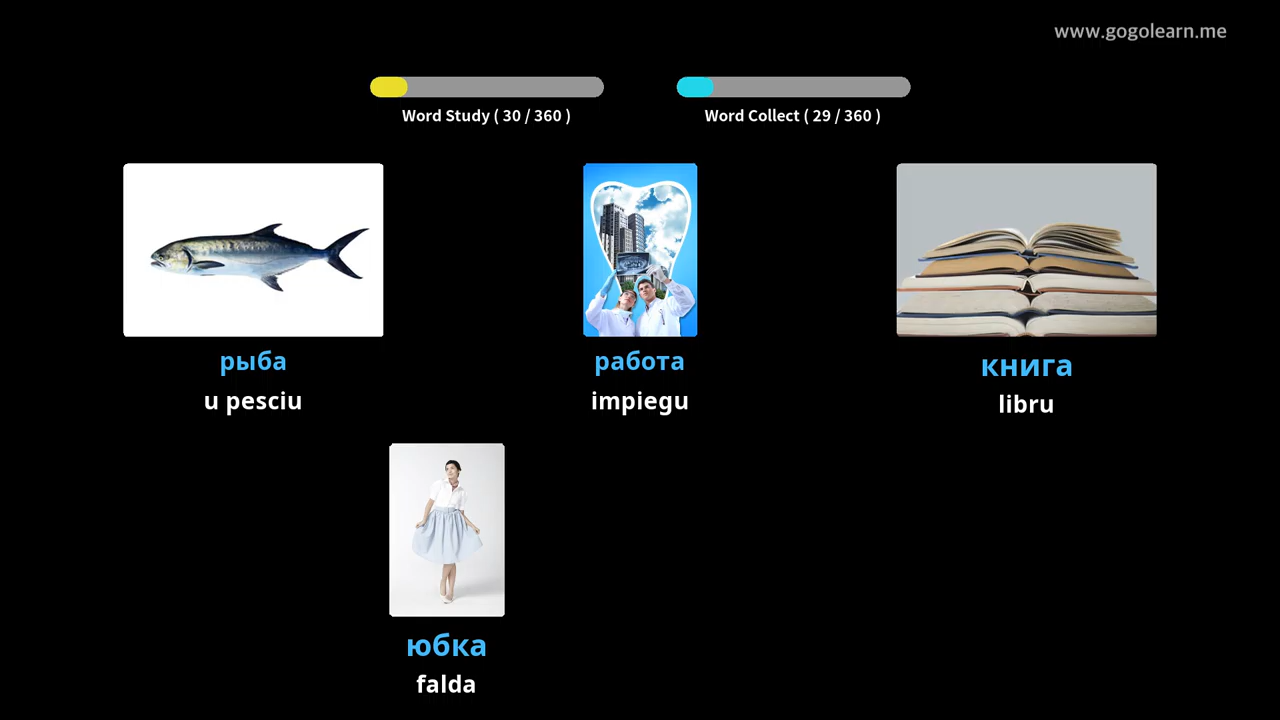 www.gogolearn.me
Word Study ( 30 / 360 )
Word Collect ( 29 / 360 )
рыба
u pesciu
работа
impiegu
книга
libru
юбка
falda